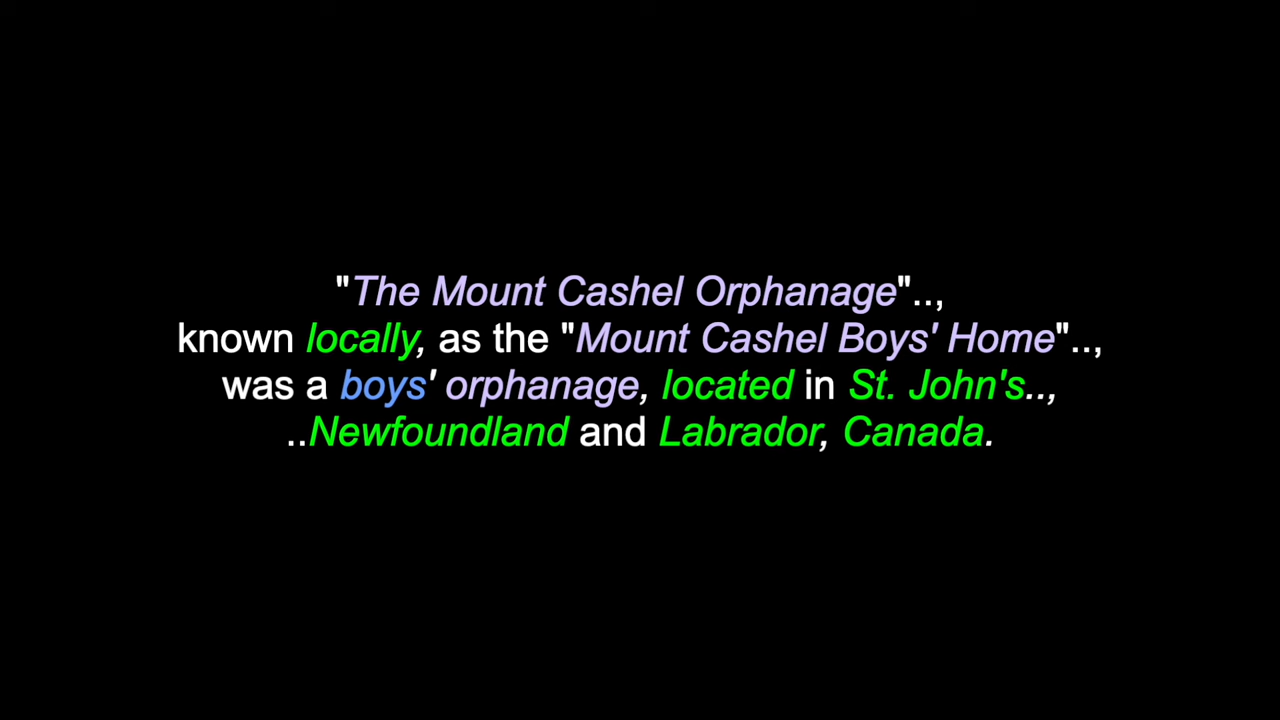 "The Mount Cashel Orphanage"..,
known locally, as the "Mount Cashel Boys' Home"..,
was a boys' orphanage, located in St. John's..,
..Newfoundland and Labrador, Canada.